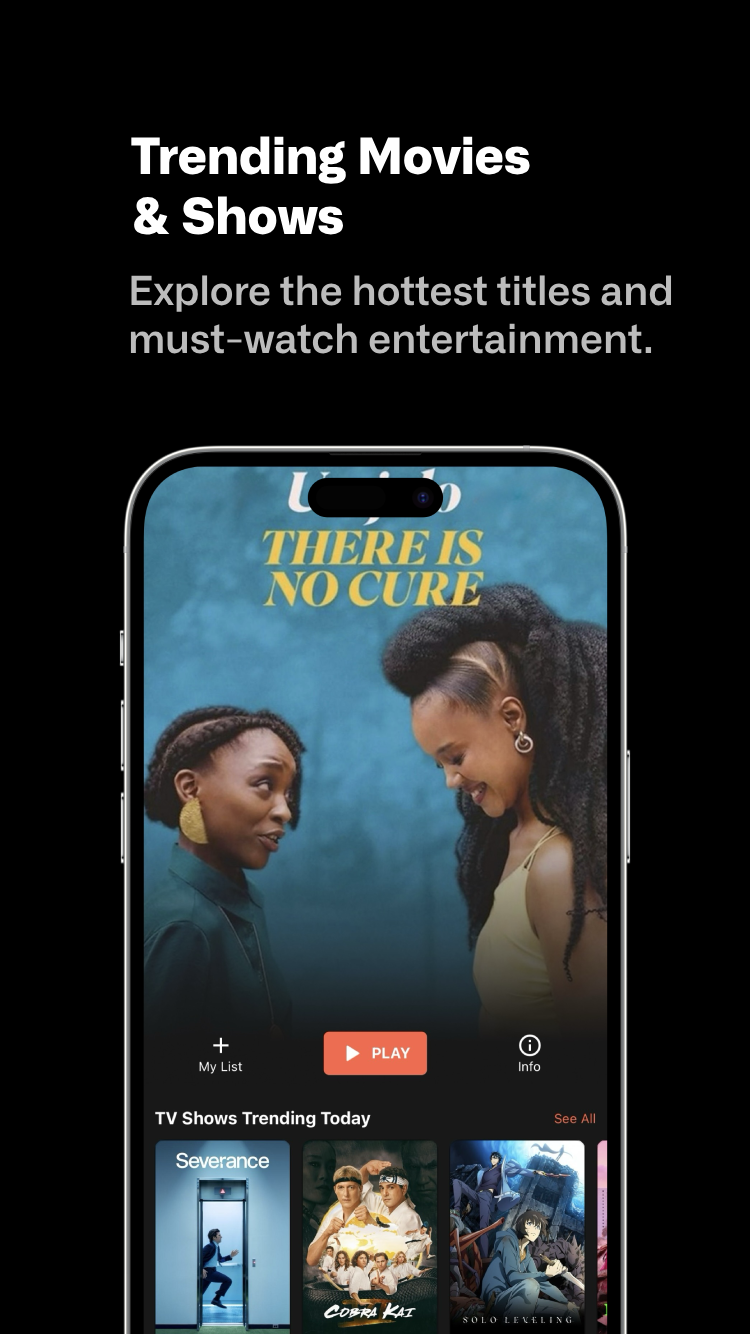 Trending Movies
& Shows
Explore the hottest titles and
must-watch entertainment.
THERE IS
NO CURE
My List
PLAY
Info
TV Shows Trending Today
See All
Severance
COBRA KAI
SOLO LEVELING